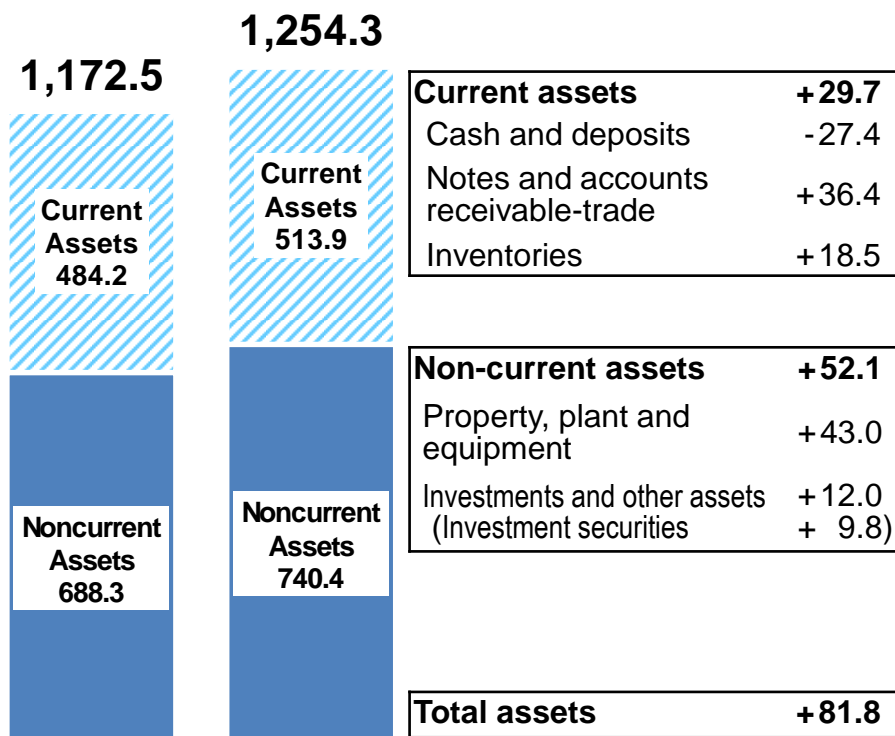 1,172.5
Current
Assets
484.2
Noncurrent
Assets
688.3
1,254.3
Current
Assets
513.9
Noncurrent
Assets
740.4
Current assets +29.7
Cash and deposits -27.4
Notes and accounts
receivable-trade +36.4
Inventories +18.5
Non-current assets +52.1
Property, plant and
equipment +43.0
Investments and other assets +12.0
(Investment securities + 9.8)
Total assets +81.8